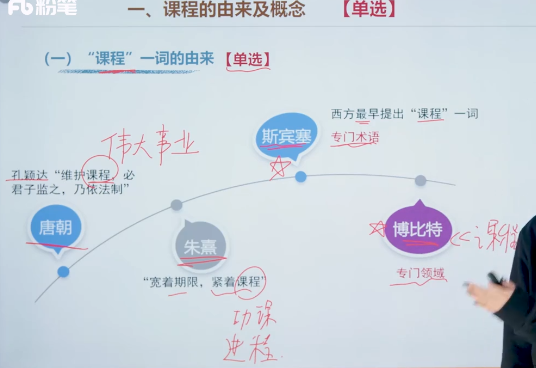 粉笔
一、课程的由来及概念 【单选】
（一）“课程”一词的由来【单选】
伟大事业
西方最早提出“课程”一词
专门术语
斯宾塞
孔颖达“维护课程，必
君子监之，乃依法制”
唐朝
朱熹
博比特
《课程
“宽着期限，紧着课程”
专门领域
功课
进程